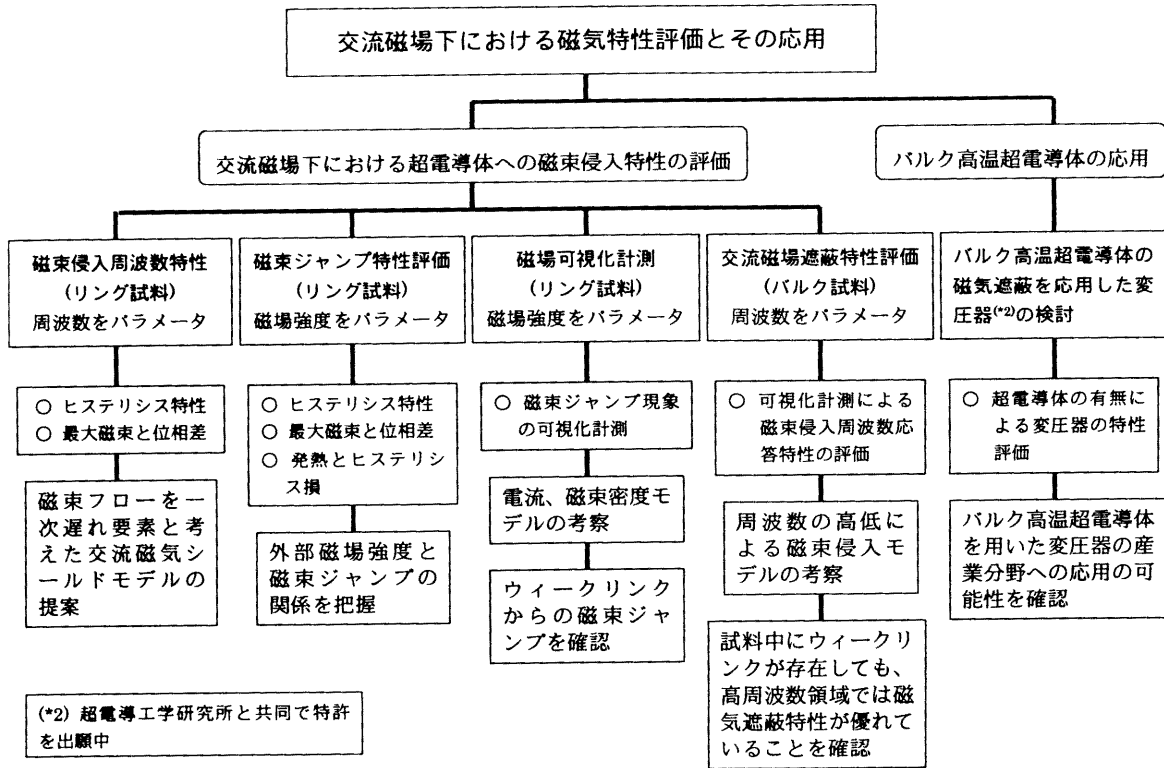 交流磁場下における磁気特性評価とその応用
交流磁場下における超電導体への磁束侵入特性の評価
バルク高温超電導体の応用
磁束侵入周波数特性
(リング試料)
周波数をパラメータ
磁束ジャンプ特性評価
(リング試料)
磁場強度をパラメータ
磁場可視化計測
(リング試料)
磁場強度をパラメータ
交流磁場遮蔽特性評価
(バルク試料)
周波数をパラメータ
バルク高温超電導体の
磁気遮蔽を応用した変
圧器(*2)の検討
○ ヒステリシス特性
○ 最大磁束と位相差
○ ヒステリシス特性
○ 最大磁束と位相差
○ 発熱とヒステリシ
ス損
○ 磁束ジャンプ現象
の可視化計測
○ 可視化計測による
磁束侵入周波数応
答特性の評価
○ 超電導体の有無に
よる変圧器の特性
評価
磁束フローを一
次遅れ要素と考
えた交流磁気シ
ールドモデルの
提案
外部磁場強度と
磁束ジャンプの
関係を把握
電流、磁束密度モ
デルの考察
ウィークリンク
からの磁束ジャ
ンプを確認
周波数の高低に
よる磁束侵入モ
デルの考察
試料中にウィークリ
ンクが存在しても、
高周波数領域では磁
気遮蔽特性が優れて
いることを確認
バルク高温超電導体
を用いた変圧器の産
業分野への応用の可
能性を確認
(*2) 超電導工学研究所と共同で特許
を出願中